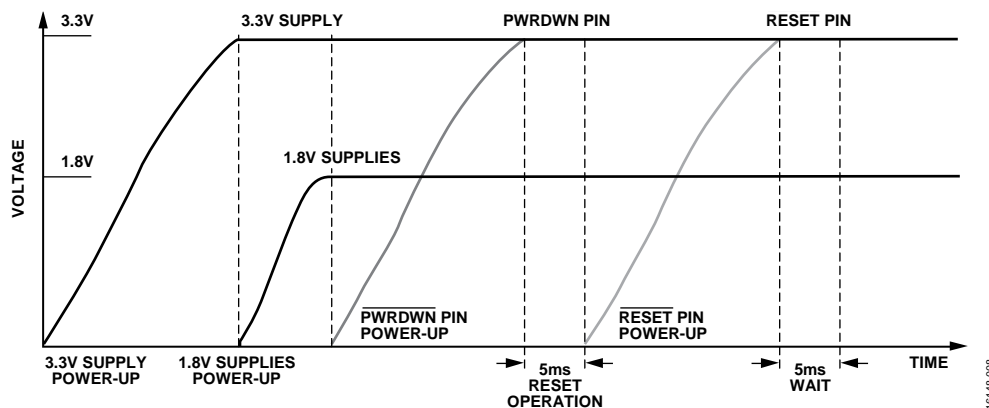 3.3V
3.3V SUPPLY
PWRDWN PIN
RESET PIN
1.8V
1.8V SUPPLIES
VOLTAGE
PWRDWN PIN
POWER-UP
RESET PIN
POWER-UP
3.3V SUPPLY
POWER-UP
1.8V SUPPLIES
POWER-UP
5ms
RESET
OPERATION
5ms
WAIT
TIME